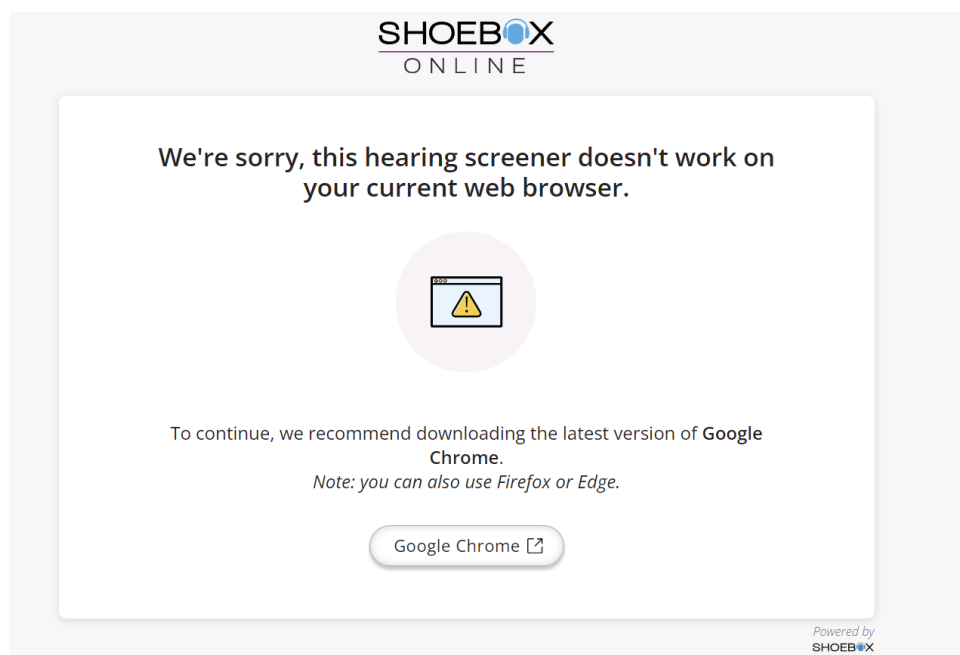 SHOEBOX
ONLINE
We're sorry, this hearing screener doesn't work on
your current web browser.
To continue, we recommend downloading the latest version of Google
Chrome.
Note: you can also use Firefox or Edge.
Google Chrome
Powered by
SHOEBOX